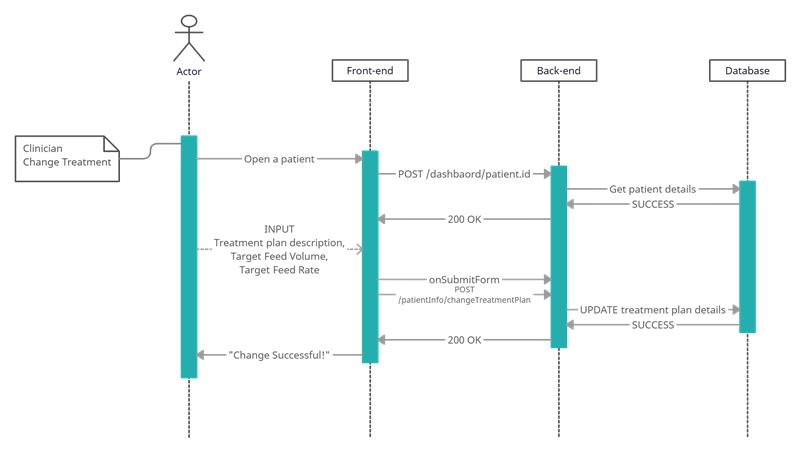 Actor
Front-end
Back-end
Database
Clinician
Change Treatment
Open a patient
POST /dashbaord/patient.id
Get patient details
SUCCESS
200 OK
INPUT
Treatment plan description,
Target Feed Volume,
Target Feed Rate
onSubmitForm
POST
/patientInfo/changeTreatmentPlan
UPDATE treatment plan details
SUCCESS
200 OK
"Change Successful!"